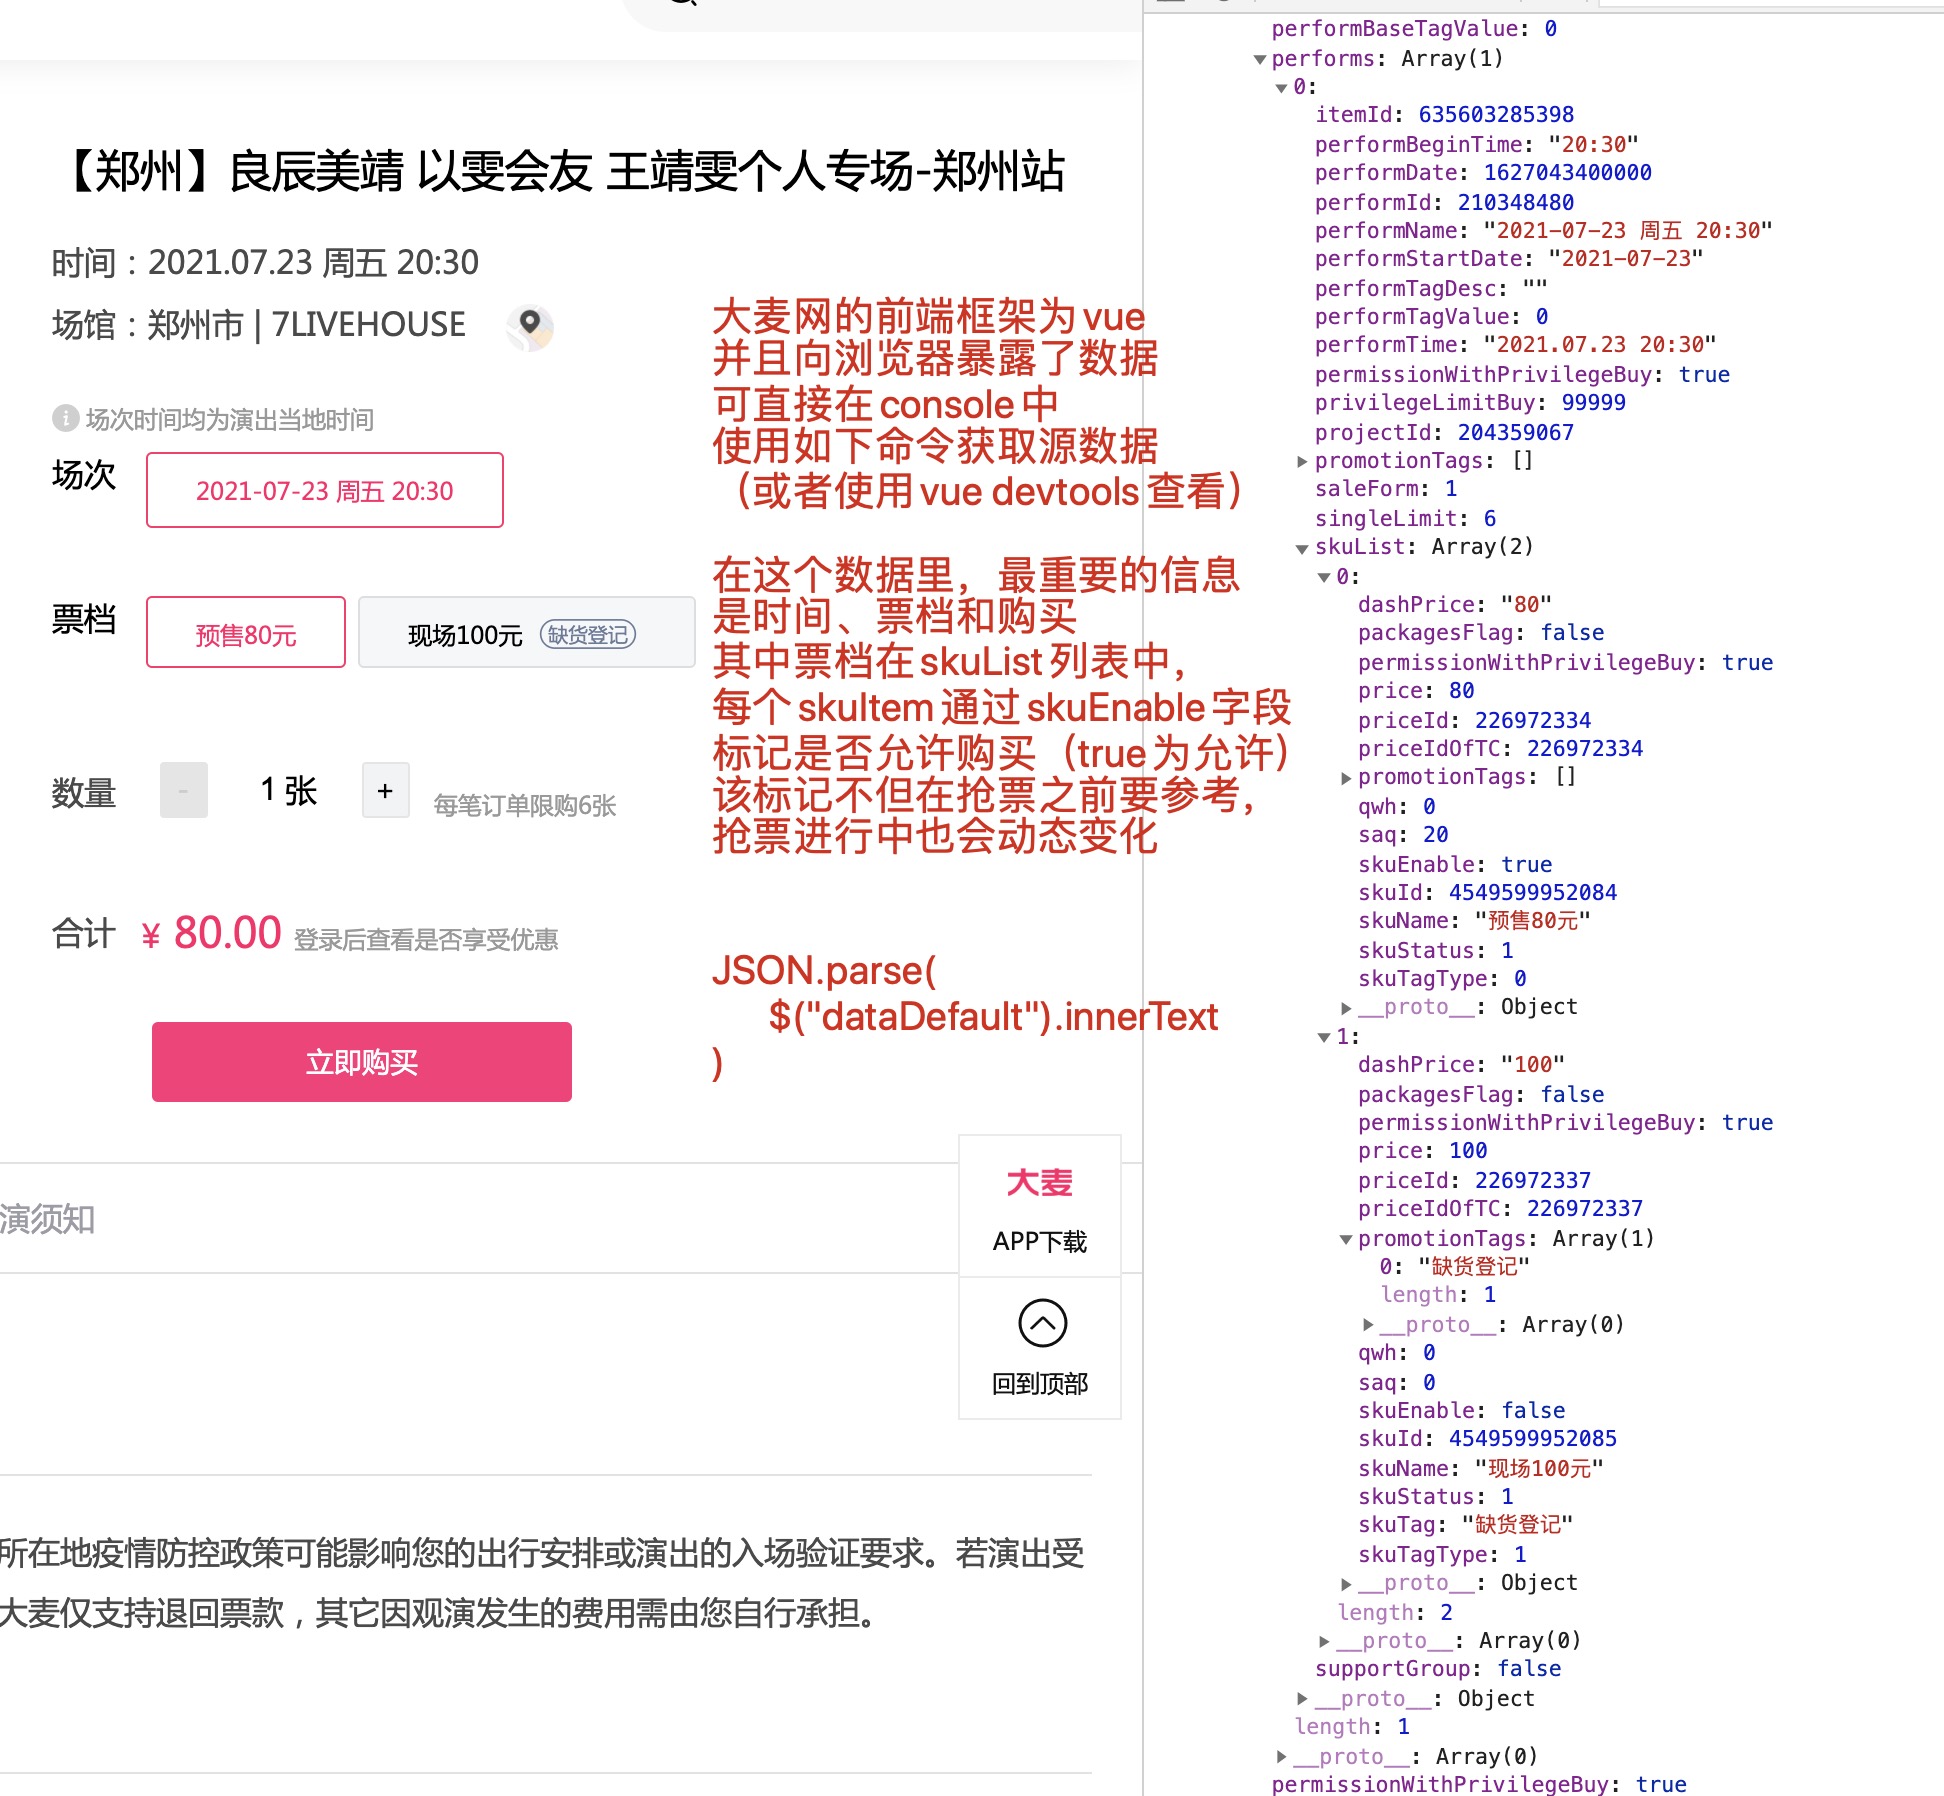 【郑州】良辰美靖 以雯会友 王靖雯个人专场-郑州站
时间：2021.07.23 周五 20:30
场馆：郑州市 | 7LIVEHOUSE
场次时间均为演出当地时间
场次
2021-07-23 周五 20:30
票档
预售80元
现场100元 缺货登记
数量
-
1 张
+
每笔订单限购6张
合计 ¥ 80.00 登录后查看是否享受优惠
立即购买
演须知
大麦
APP下载
回到顶部
所在地疫情防控政策可能影响您的出行安排或演出的入场验证要求。若演出受
大麦仅支持退回票款，其它因观演发生的费用需由您自行承担。
大麦网的前端框架为vue
并且向浏览器暴露了数据
可直接在console中
使用如下命令获取源数据
（或者使用vue devtools查看）
在这个数据里，最重要的信息
是时间、票档和购买
其中票档在skuList列表中，
每个skuItem通过skuEnable字段
标记是否允许购买（true为允许）
该标记不但在抢票之前要参考，
抢票进行中也会动态变化
JSON.parse(
$("dataDefault").innerText
)
performBaseTagValue: 0
performs: Array(1)
0:
itemId: 635603285398
performBeginTime: "20:30"
performDate: 1627043400000
performId: 210348480
performName: "2021-07-23 周五 20:30"
performStartDate: "2021-07-23"
performTagDesc: ""
performTagValue: 0
performTime: "2021.07.23 20:30"
permissionWithPrivilegeBuy: true
privilegeLimitBuy: 99999
projectId: 204359067
promotionTags: []
saleForm: 1
singleLimit: 6
skuList: Array(2)
0:
dashPrice: "80"
packagesFlag: false
permissionWithPrivilegeBuy: true
price: 80
priceId: 226972334
priceIdOfTC: 226972334
promotionTags: []
qwh: 0
saq: 20
skuEnable: true
skuId: 4549599952084
skuName: "预售80元"
skuStatus: 1
skuTagType: 0
__proto__: Object
1:
dashPrice: "100"
packagesFlag: false
permissionWithPrivilegeBuy: true
price: 100
priceId: 226972337
priceIdOfTC: 226972337
promotionTags: Array(1)
0: "缺货登记"
length: 1
__proto__: Array(0)
qwh: 0
saq: 0
skuEnable: false
skuId: 4549599952085
skuName: "现场100元"
skuStatus: 1
skuTag: "缺货登记"
skuTagType: 1
__proto__: Object
length: 2
__proto__: Array(0)
supportGroup: false
__proto__: Object
length: 1
__proto__: Array(0)
permissionWithPrivilegeBuy: true